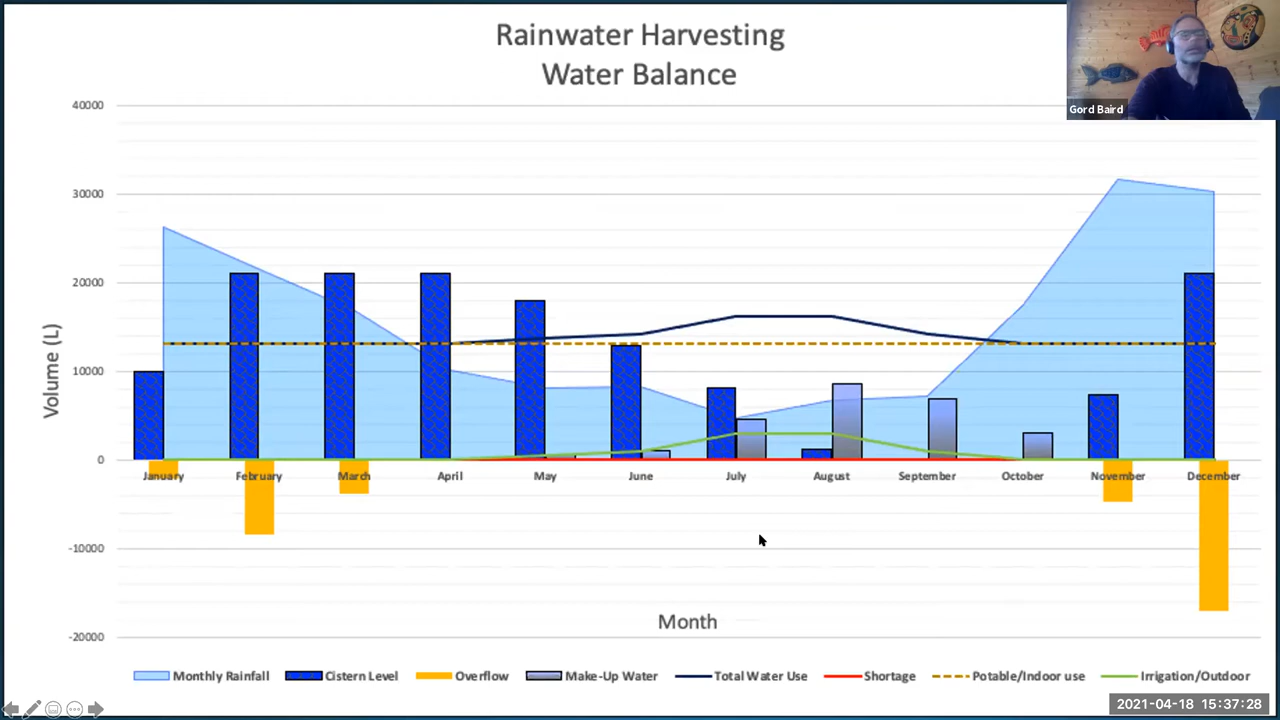 Rainwater Harvesting
Water Balance
Gord Baird
40000
30000
20000
10000
0
-10000
-20000
Volume (L)
January February March April May June July August September October November December
Month
Monthly Rainfall Cistern Level Overflow Make-Up Water Total Water Use Shortage Potable/Indoor use Irrigation/Outdoor
2021-04-18 15:37:28